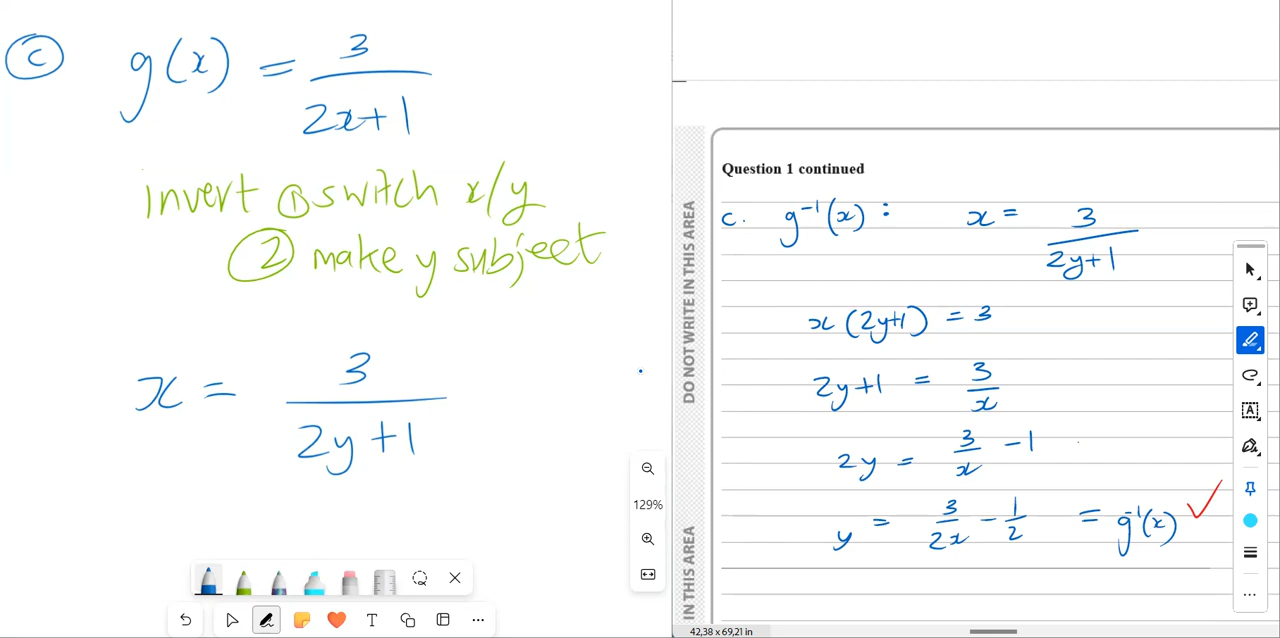 c g(x) = 3/(2x+1)
invert ① switch x/y
② make y subject
x = 3/(2y+1)
129%
Question 1 continued
c. g⁻¹(x) : x = 3/(2y+1)
x(2y+1) = 3
2y+1 = 3/x
2y = 3/x - 1
y = 3/2x - 1/2 = g⁻¹(x) ✓
DO NOT WRITE IN THIS AREA
IN THIS AREA
42,38 x 69,21 in